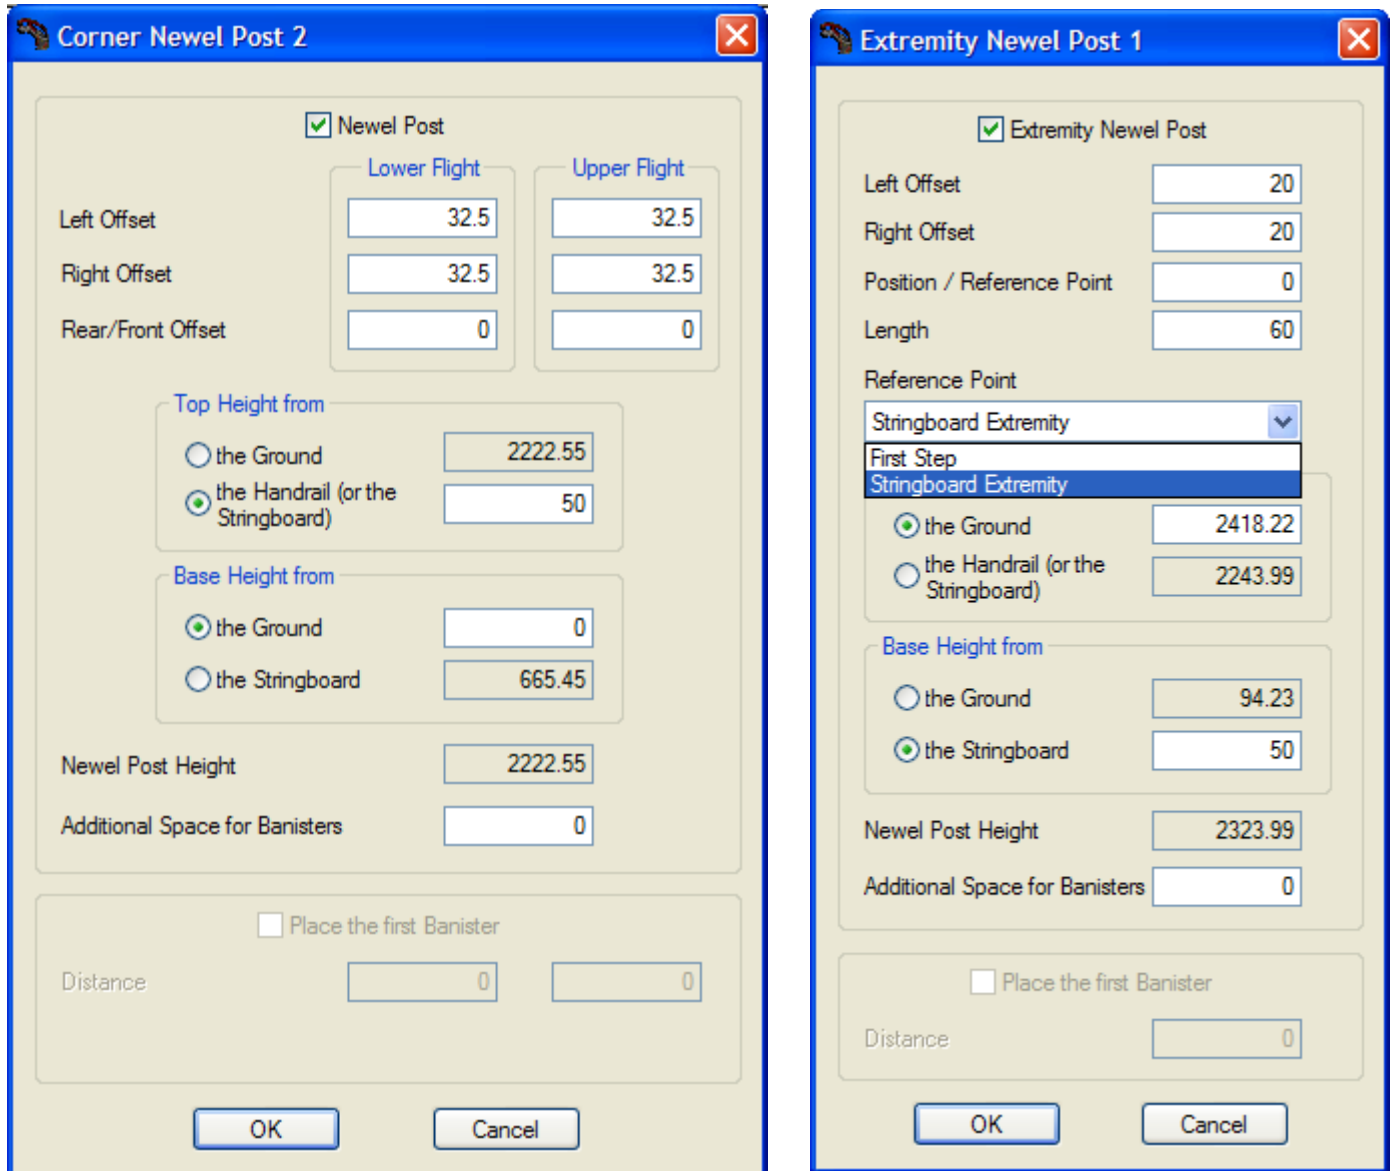 Corner Newel Post 2
Newel Post
Lower Flight Upper Flight
Left Offset 32.5 32.5
Right Offset 32.5 32.5
Rear/Front Offset 0 0
Top Height from
the Ground 2222.55
the Handrail (or the
Stringboard) 50
Base Height from
the Ground 0
the Stringboard 665.45
Newel Post Height 2222.55
Additional Space for Banisters 0
Place the first Banister
Distance 0 0
OK Cancel
Extremity Newel Post 1
Extremity Newel Post
Left Offset 20
Right Offset 20
Position / Reference Point 0
Length 60
Reference Point
Stringboard Extremity
First Step
Stringboard Extremity
the Ground 2418.22
the Handrail (or the
Stringboard) 2243.99
Base Height from
the Ground 94.23
the Stringboard 50
Newel Post Height 2323.99
Additional Space for Banisters 0
Place the first Banister
Distance 0
OK Cancel